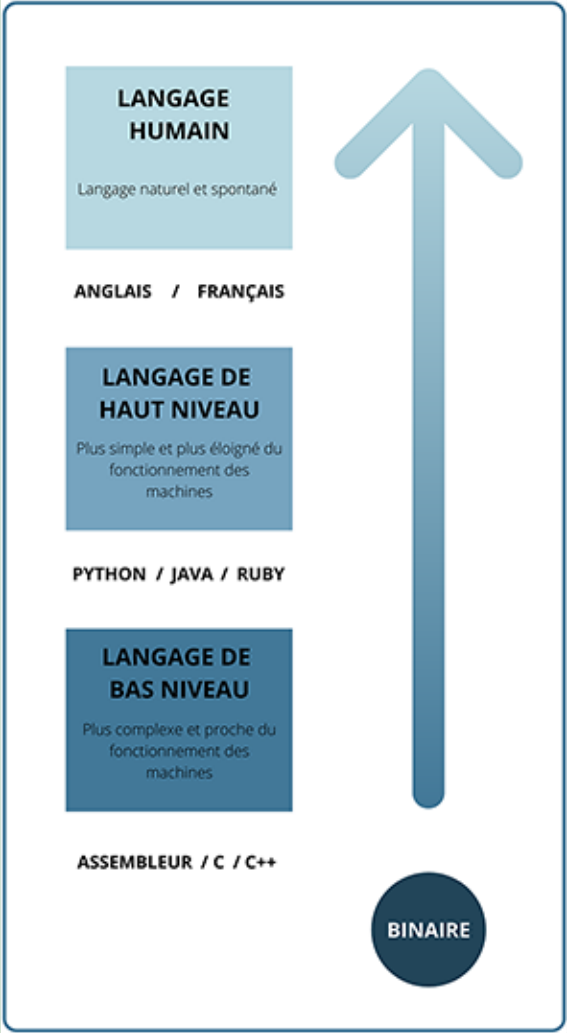 LANGAGE
HUMAIN
Langage naturel et spontané
ANGLAIS / FRANÇAIS
LANGAGE DE
HAUT NIVEAU
Plus simple et plus éloigné du
fonctionnement des
machines
PYTHON / JAVA / RUBY
LANGAGE DE
BAS NIVEAU
Plus complexe et proche du
fonctionnement des
machines
ASSEMBLEUR / C / C++
BINAIRE